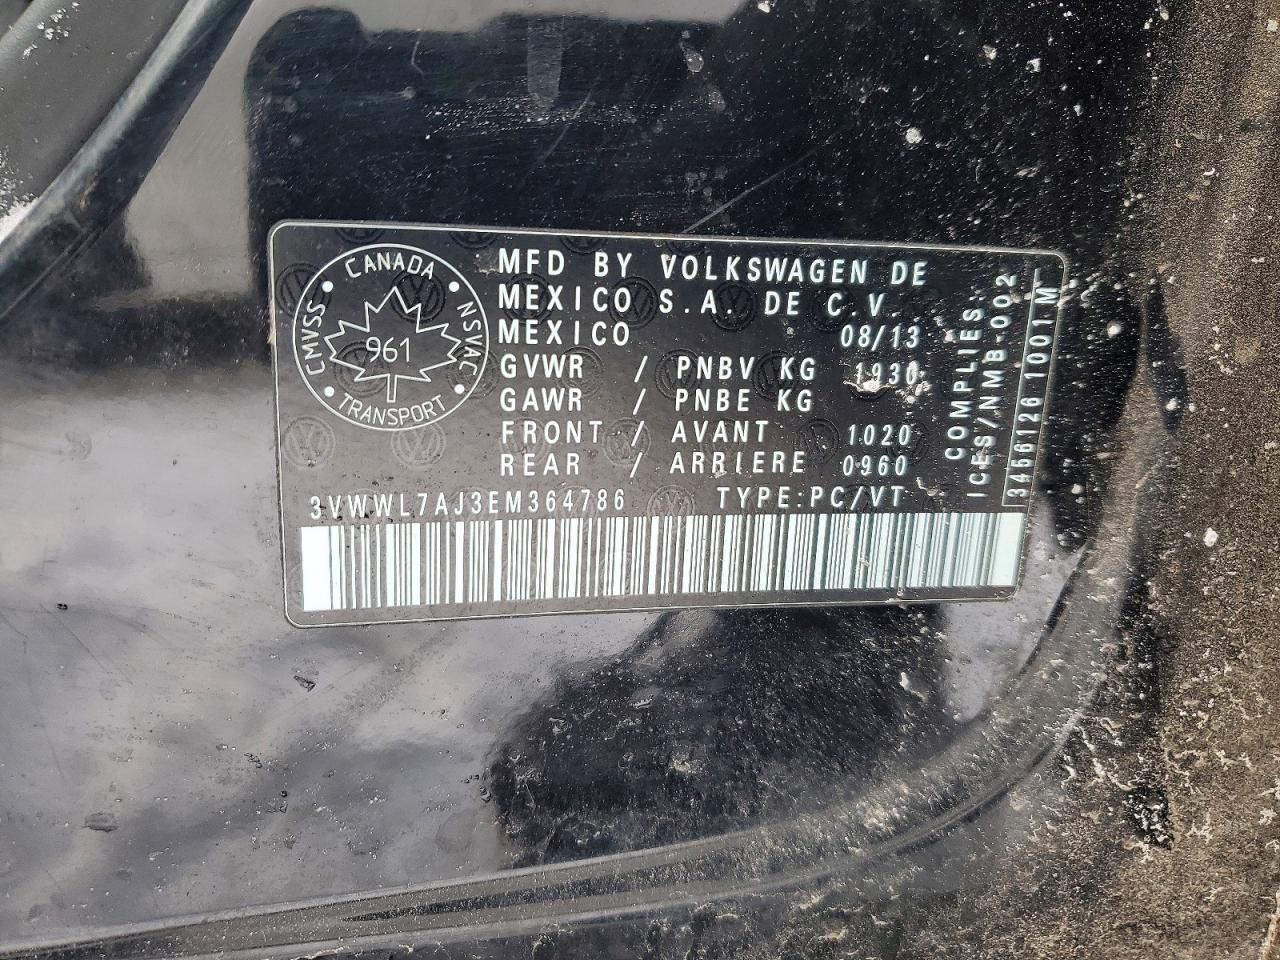 CANADA
CMVSS
NSVAC
961
TRANSPORT
MFD BY VOLKSWAGEN DE
MEXICO S.A. DE C.V.
MEXICO 08/13
GVWR / PNBV KG 1930
GAWR / PNBE KG
FRONT / AVANT 1020
REAR / ARRIERE 0960
3VWWL7AJ3EM364786 TYPE:PC/VT
COMPLIES:
ICES/NMB-002
3456126 1001 M